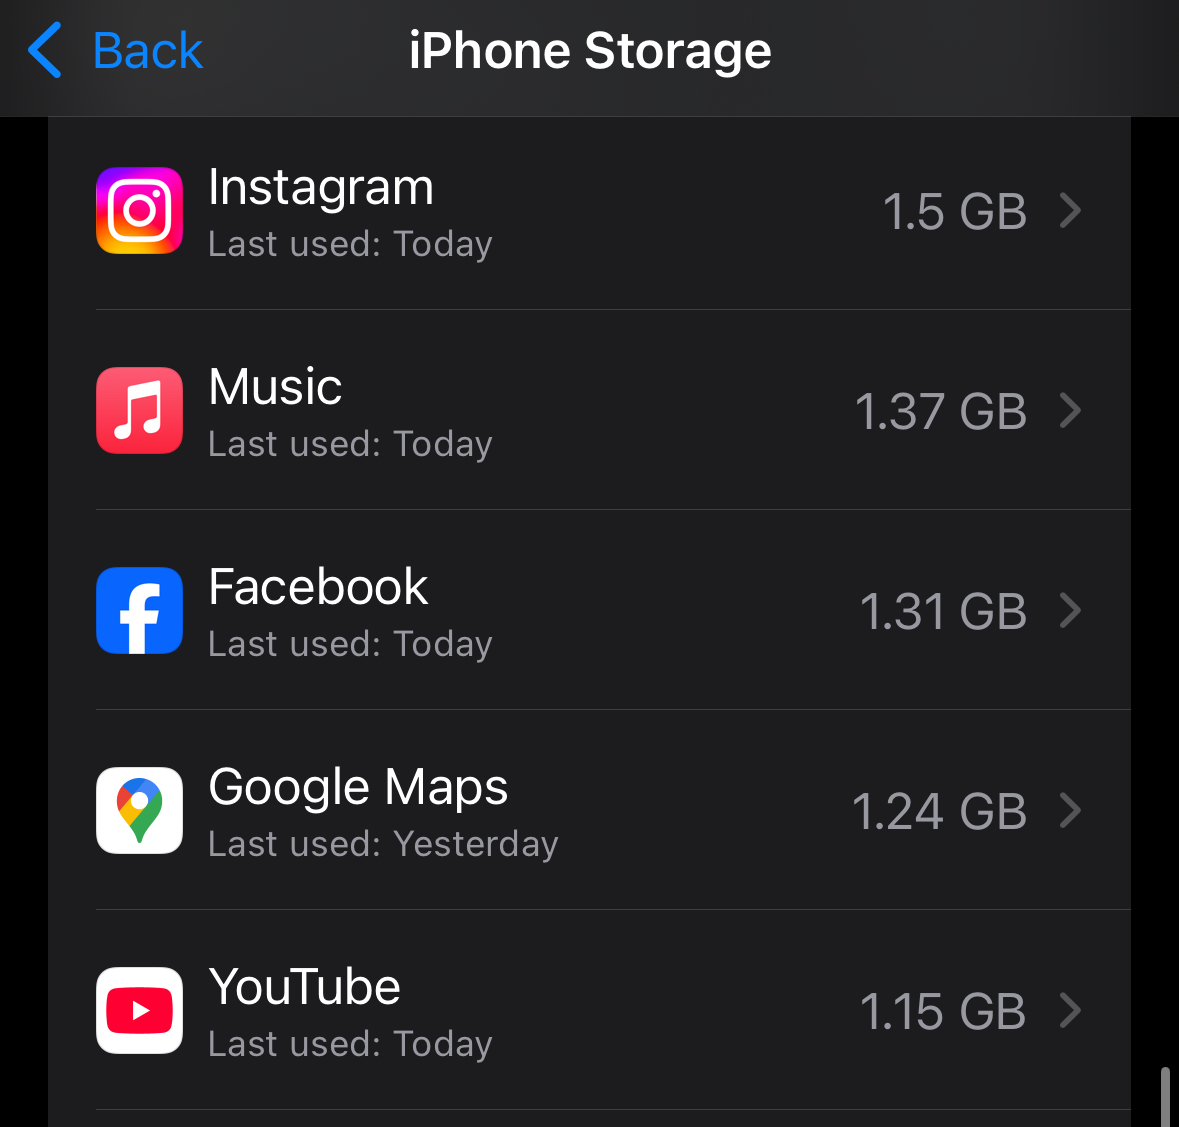 Back
iPhone Storage
Instagram
Last used: Today
1.5 GB
Music
Last used: Today
1.37 GB
Facebook
Last used: Today
1.31 GB
Google Maps
Last used: Yesterday
1.24 GB
YouTube
Last used: Today
1.15 GB